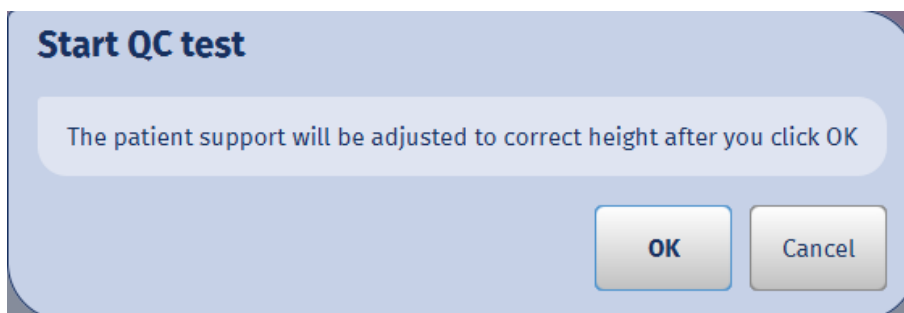 Start QC test
The patient support will be adjusted to correct height after you click OK
OK
Cancel